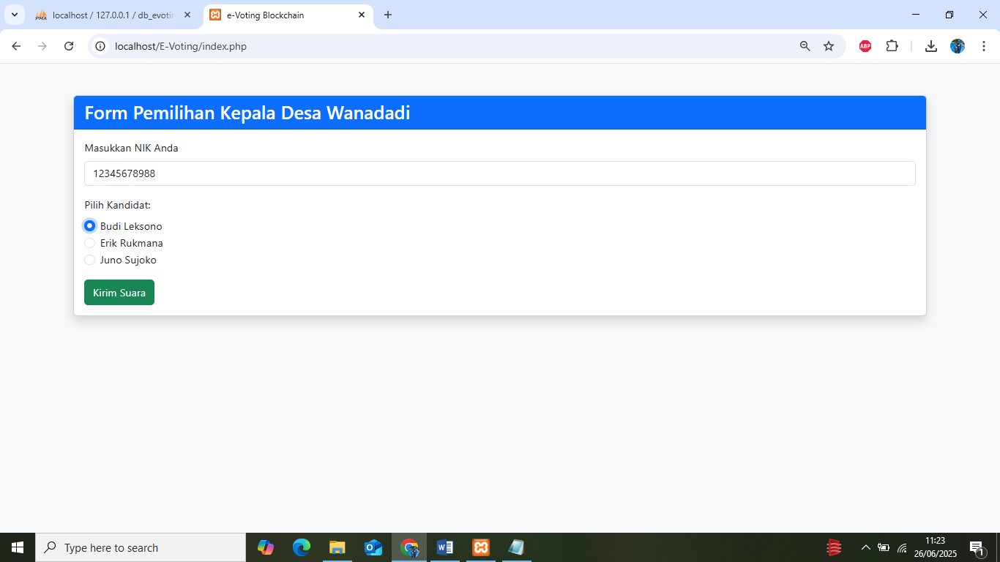 localhost / 127.0.0.1 / db_evotin
e-Voting Blockchain
localhost/E-Voting/index.php
ABP
Form Pemilihan Kepala Desa Wanadadi
Masukkan NIK Anda
12345678988
Pilih Kandidat:
Budi Leksono
Erik Rukmana
Juno Sujoko
Kirim Suara
Type here to search
11:23
26/06/2025
1